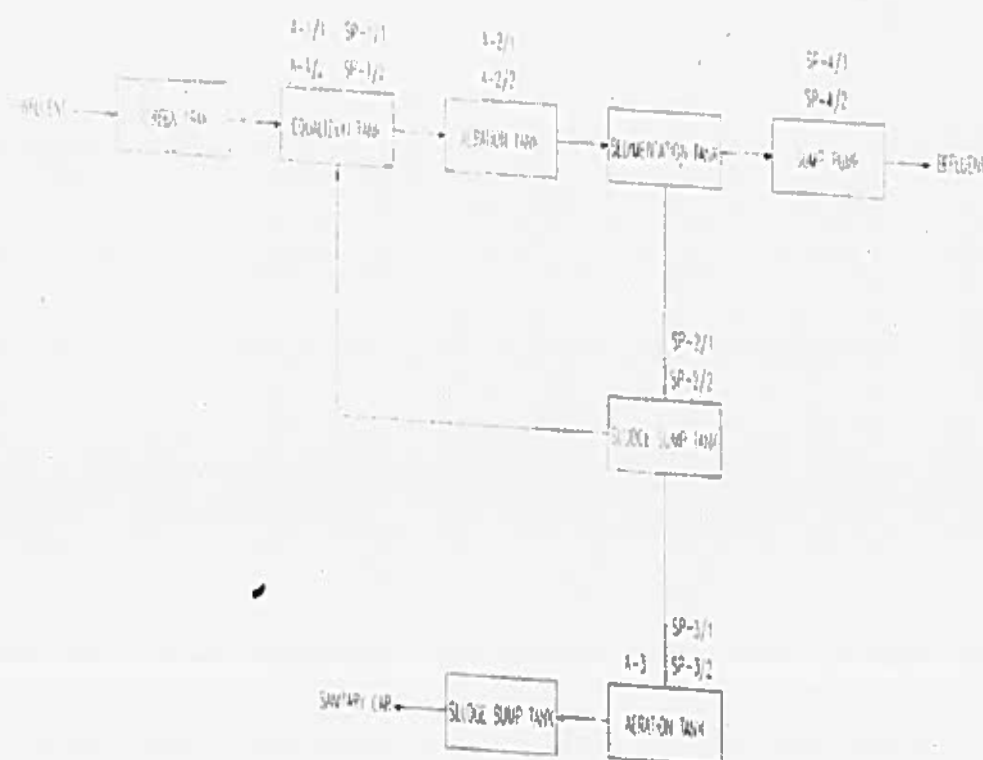 A-1/1 SP-1/1
A-1/2 SP-1/2
A-2/1
A-2/2
SP-4/1
SP-4/2
TANK
AERATION TANK
SEDIMENTATION TANK
EFFLUENT
SP-2/1
SP-2/2
SLUDGE SUMP TANK
SP-3/1
A-3 SP-3/2
SANITARY CAR
SLUDGE SUMP TANK
AERATION TANK